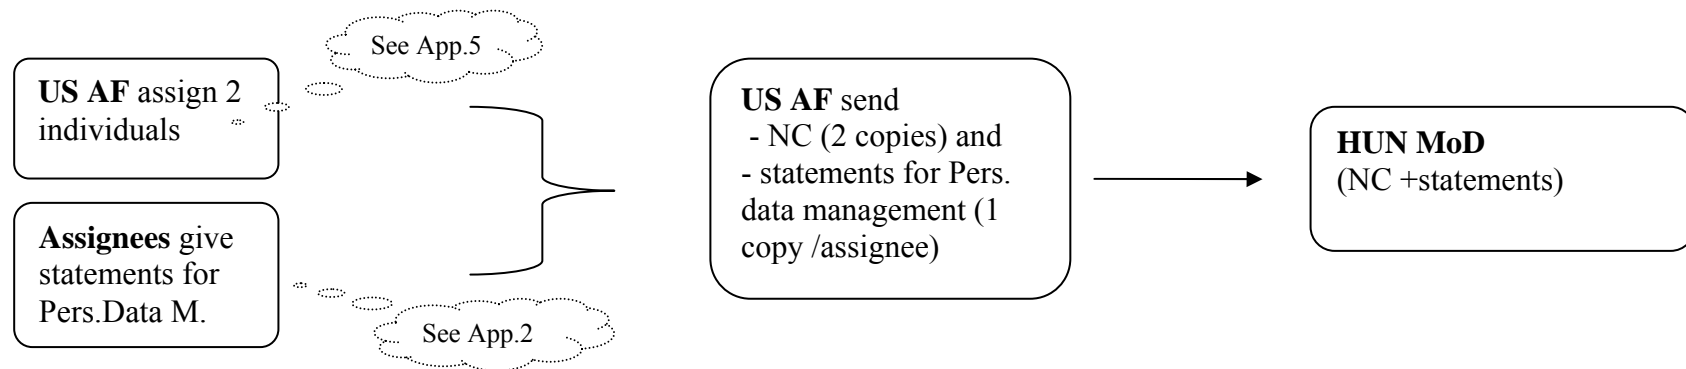 See App.5
US AF assign 2
individuals
Assignees give
statements for
Pers.Data M.
See App.2
US AF send
- NC (2 copies) and
- statements for Pers.
data management (1
copy /assignee)
HUN MoD
(NC +statements)